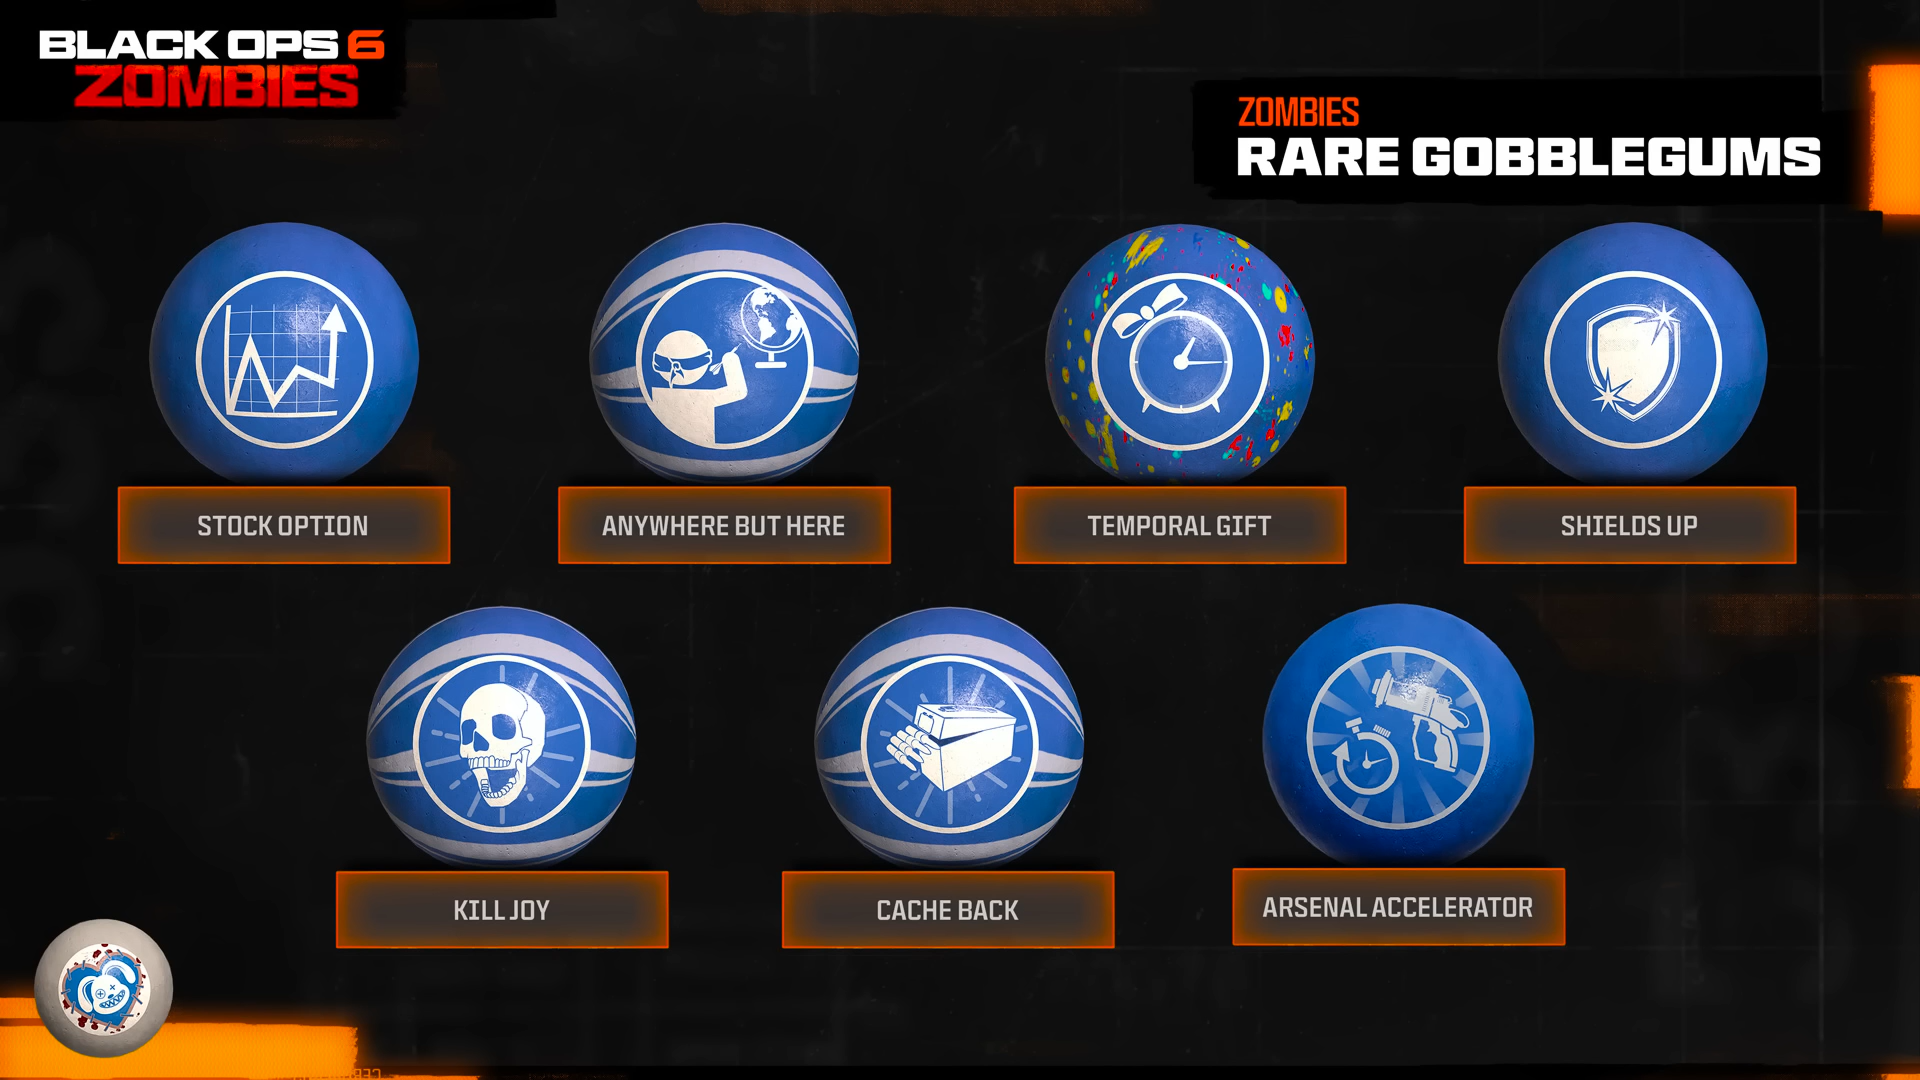 BLACK OPS 6
ZOMBIES
ZOMBIES
RARE GOBBLEGUMS
STOCK OPTION
ANYWHERE BUT HERE
TEMPORAL GIFT
SHIELDS UP
KILL JOY
CACHE BACK
ARSENAL ACCELERATOR